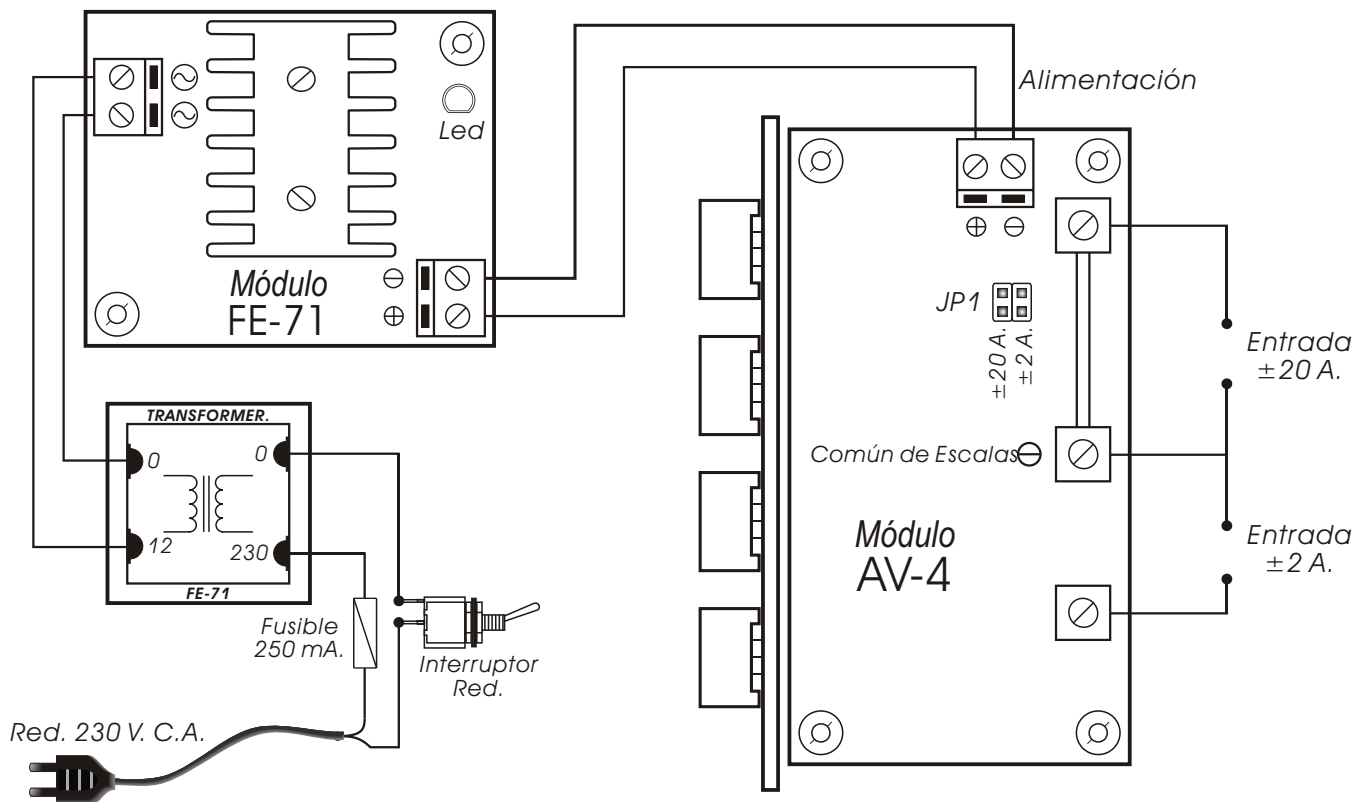 Led
Módulo
FE-71
Alimentación
JP1
±20 A.
±2 A.
Entrada
±20 A.
Común de Escalas
Entrada
±2 A.
Módulo
AV-4
TRANSFORMER.
0
0
12
230
FE-71
Fusible
250 mA.
Interruptor
Red.
Red. 230 V. C.A.